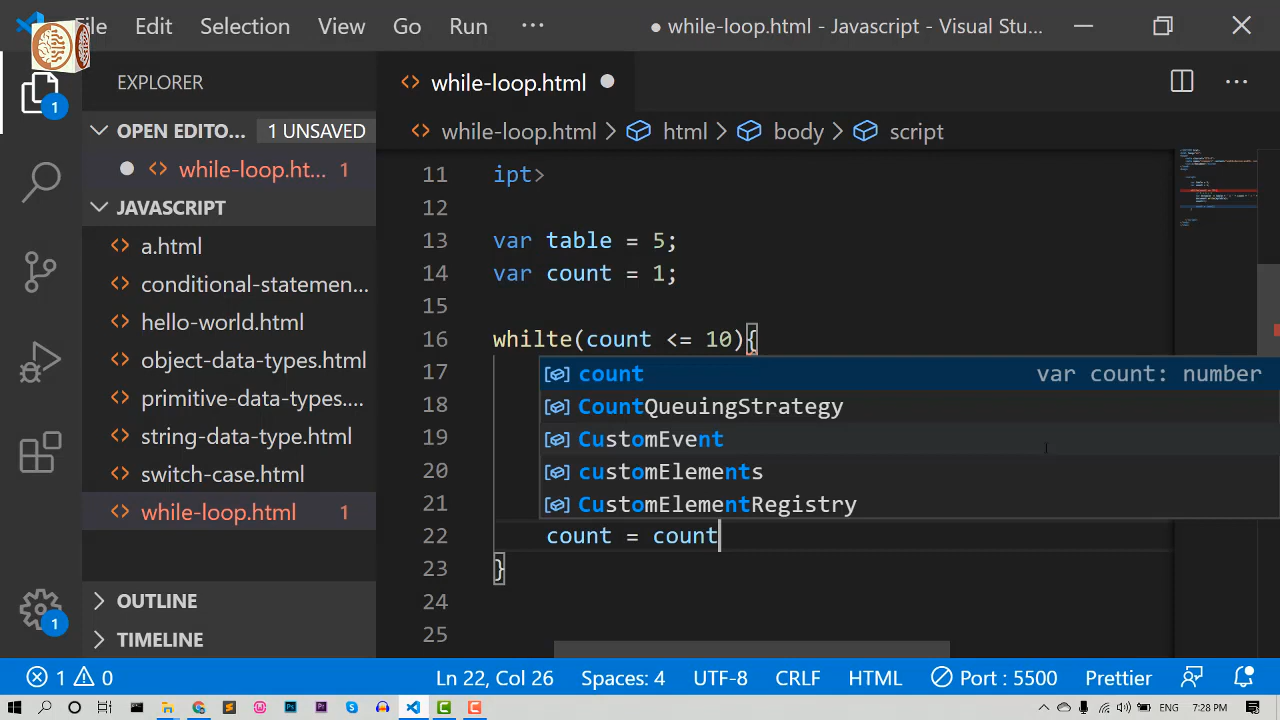 File Edit Selection View Go Run ··· ● while-loop.html - Javascript - Visual Stu...
EXPLORER
while-loop.html
OPEN EDITO... 1 UNSAVED
while-loop.html > html > body > script
while-loop.ht... 1
JAVASCRIPT
a.html
conditional-statemen...
hello-world.html
object-data-types.html
primitive-data-types....
string-data-type.html
switch-case.html
while-loop.html 1
OUTLINE
TIMELINE
11 ipt>
12
13 var table = 5;
14 var count = 1;
15
16 whilte(count <= 10){
17
18
19
20
21
22 count = count
23 }
24
25
count var count: number
CountQueuingStrategy
CustomEvent
customElements
CustomElementRegistry
1
1
1 0 Ln 22, Col 26 Spaces: 4 UTF-8 CRLF HTML Port : 5500 Prettier
ENG 7:28 PM